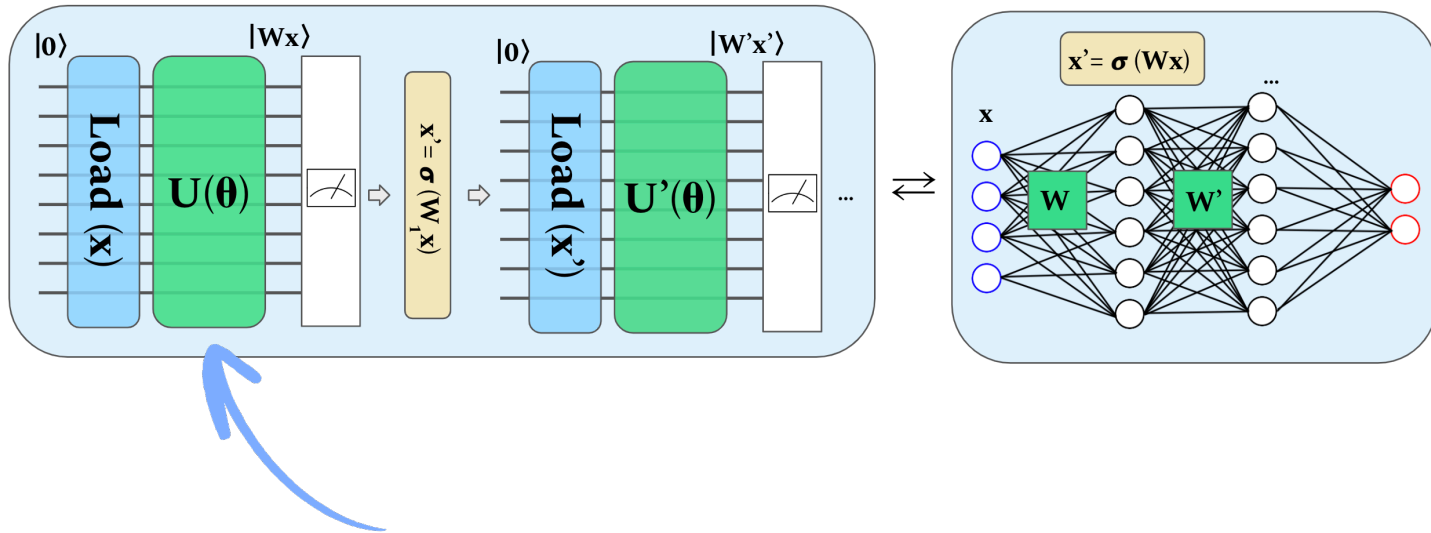 |0⟩
Load (x)
U(θ)
|Wx⟩
x' = σ (W₁x)
|0⟩
Load (x')
U'(θ)
|W'x'⟩
...
⇌
x' = σ (Wx)
...
x
W
W'